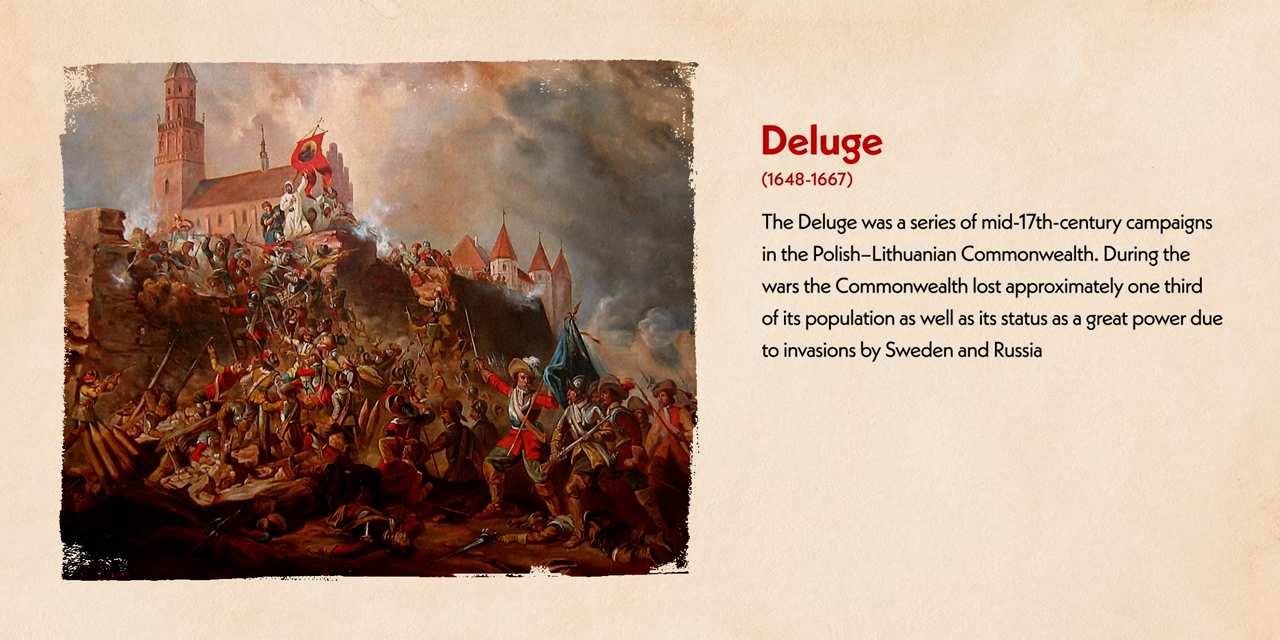 Deluge
(1648-1667)
The Deluge was a series of mid-17th-century campaigns
in the Polish–Lithuanian Commonwealth. During the
wars the Commonwealth lost approximately one third
of its population as well as its status as a great power due
to invasions by Sweden and Russia